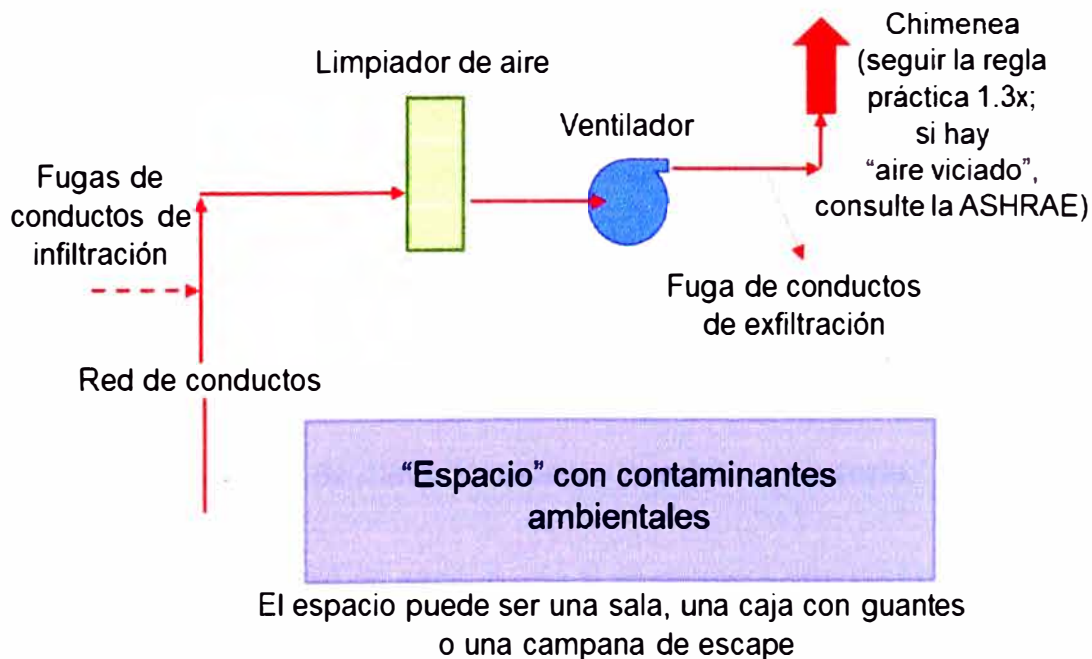 Limpiador de aire
Ventilador
Chimenea
(seguir la regla
práctica 1.3x;
si hay
“aire viciado”,
consulte la ASHRAE)
Fugas de
conductos de
infiltración
Fuga de conductos
de exfiltración
Red de conductos
“Espacio” con contaminantes
ambientales
El espacio puede ser una sala, una caja con guantes
o una campana de escape